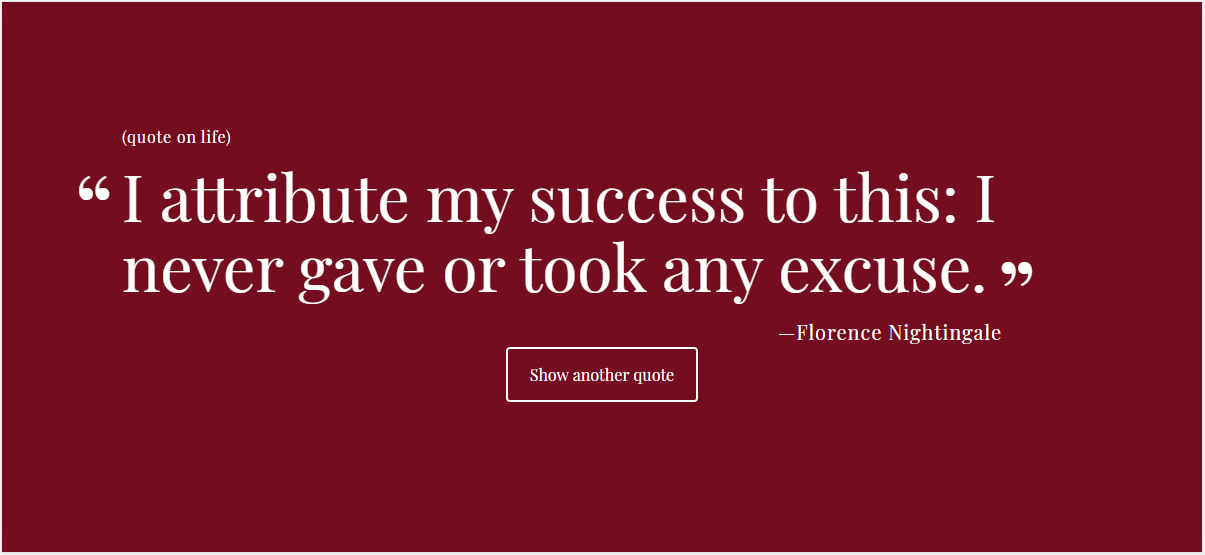 (quote on life)
“I attribute my success to this: I
never gave or took any excuse.”
—Florence Nightingale
Show another quote